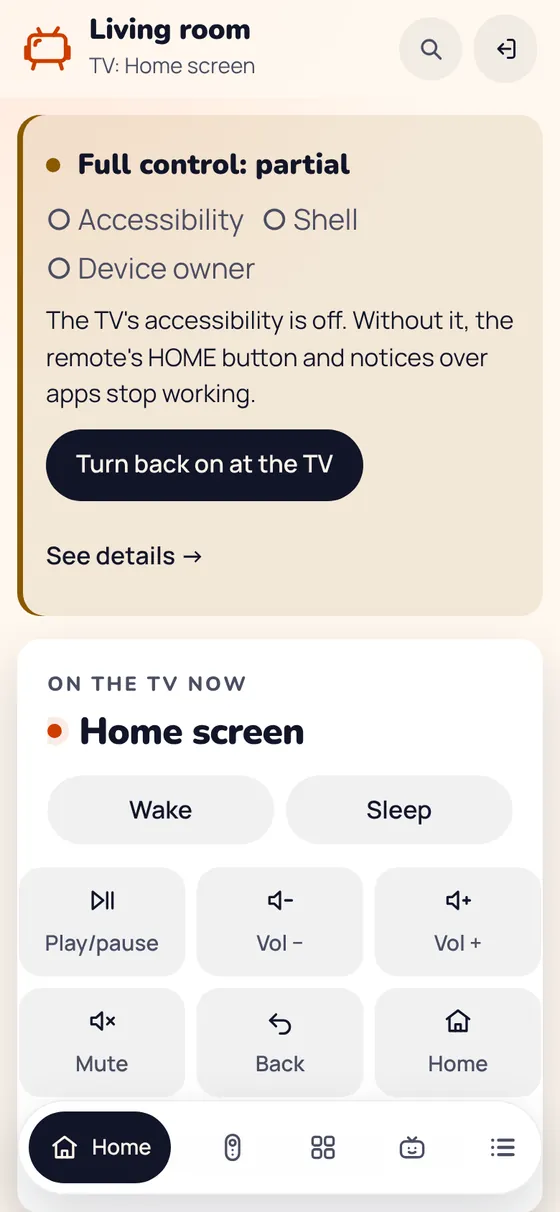 Living room
TV: Home screen
Full control: partial
Accessibility Shell
Device owner
The TV's accessibility is off. Without it, the
remote's HOME button and notices over
apps stop working.
Turn back on at the TV
See details →
ON THE TV NOW
Home screen
Wake Sleep
Play/pause Vol − Vol +
Mute Back Home
Home